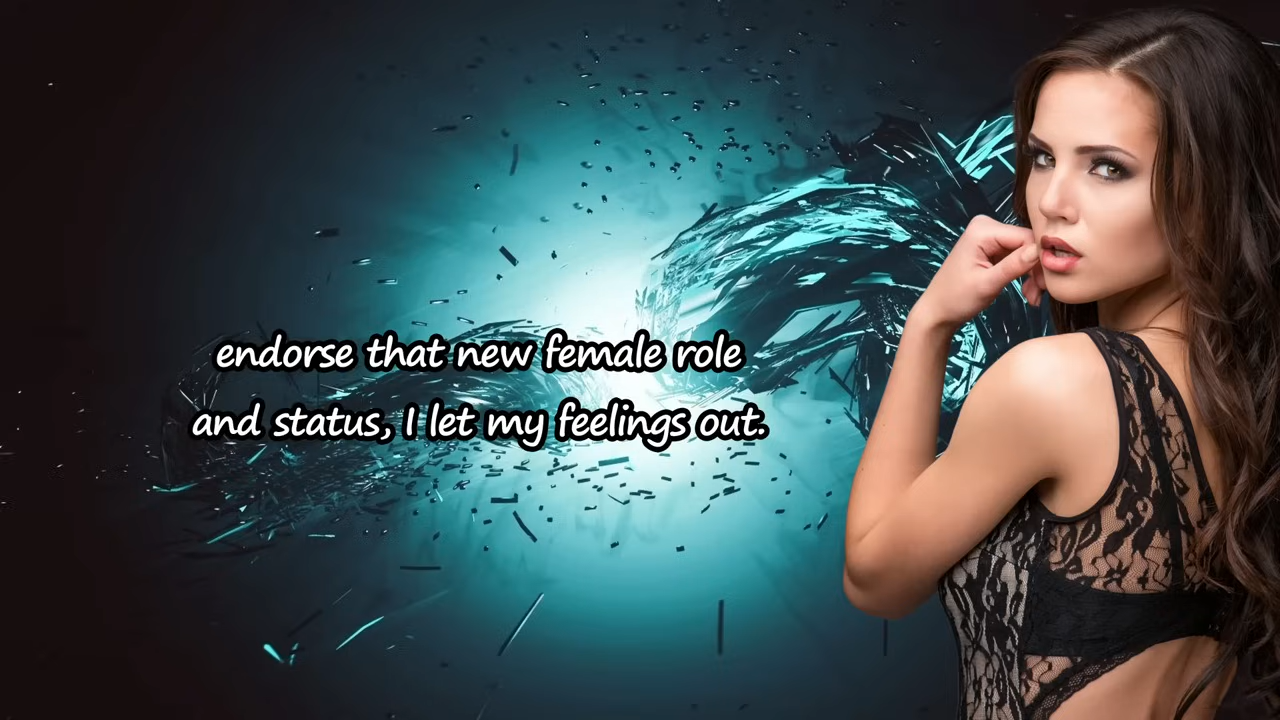 endorse that new female role
and status, I let my feelings out.